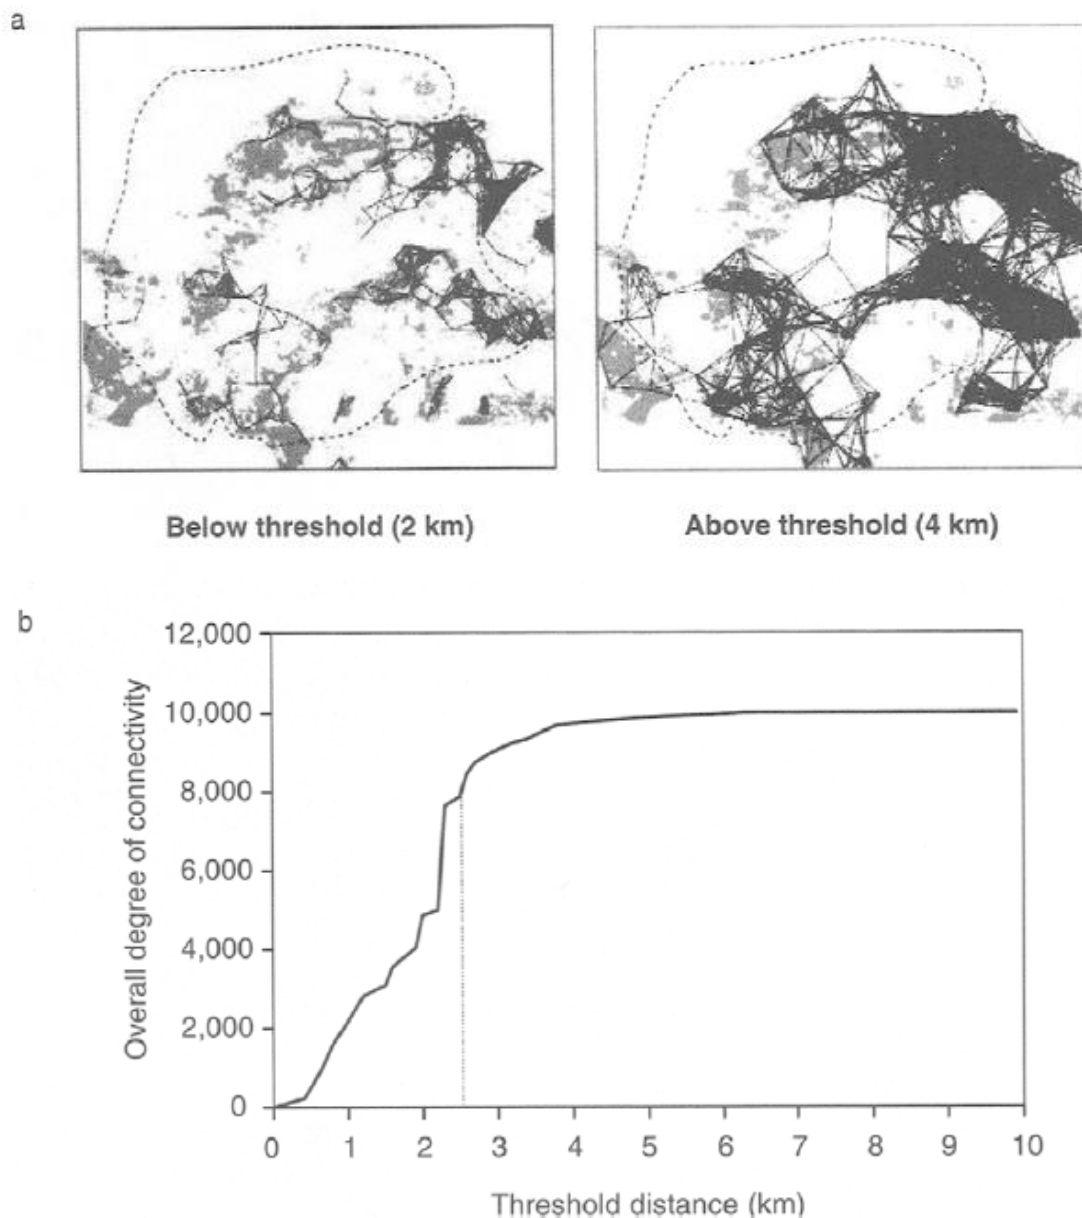 a
Below threshold (2 km)
Above threshold (4 km)
b
12,000
10,000
8,000
6,000
4,000
2,000
0
Overall degree of connectivity
0 1 2 3 4 5 6 7 8 9 10
Threshold distance (km)